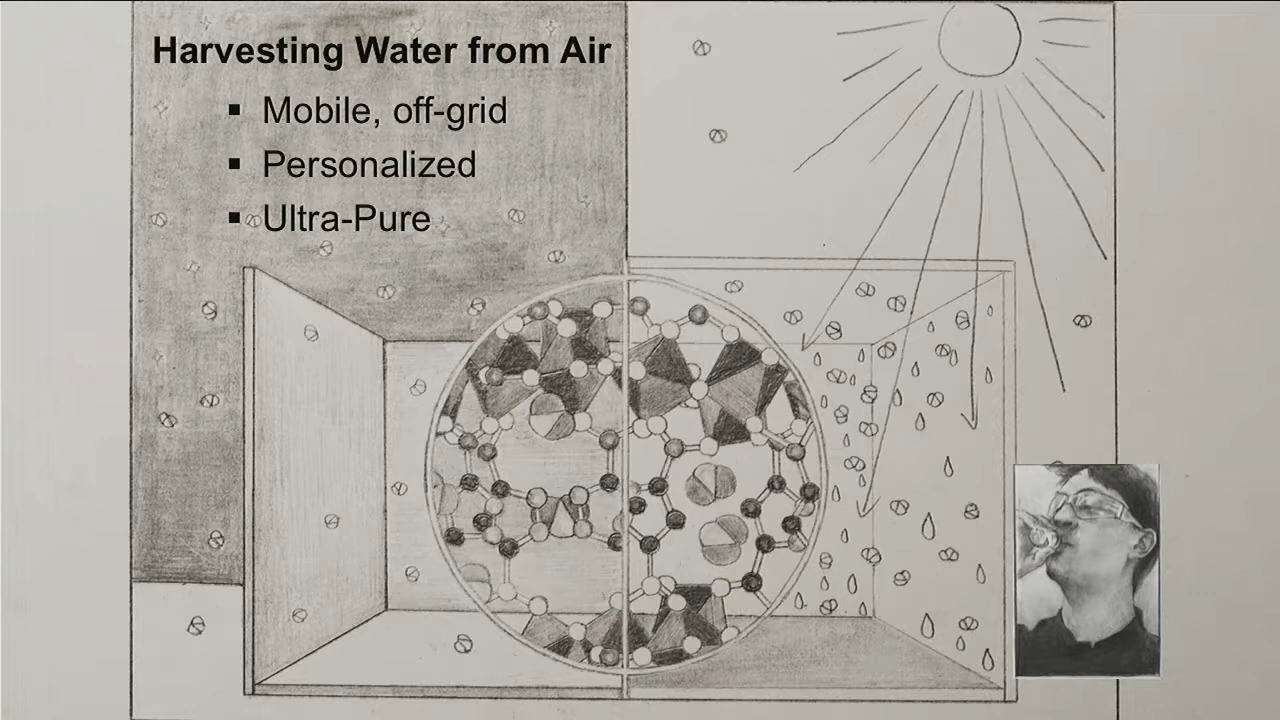 Harvesting Water from Air
▪ Mobile, off-grid
▪ Personalized
▪ Ultra-Pure